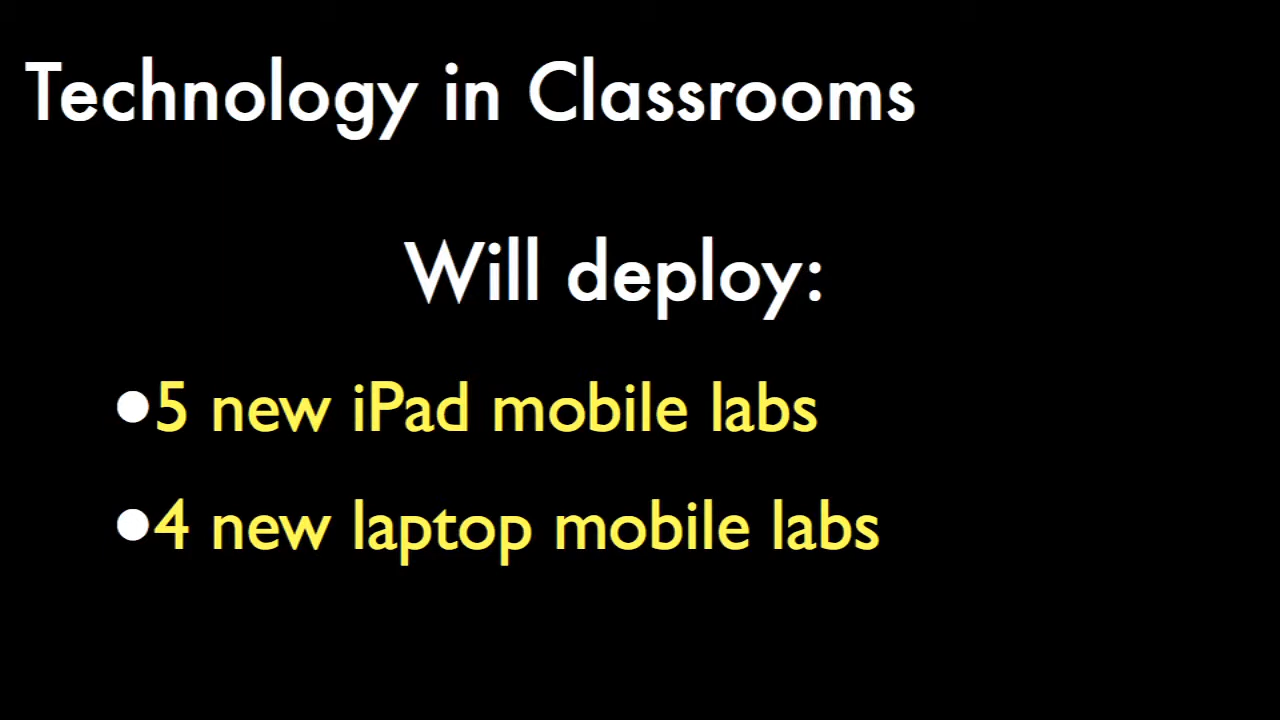 Technology in Classrooms
Will deploy:
•5 new iPad mobile labs
•4 new laptop mobile labs